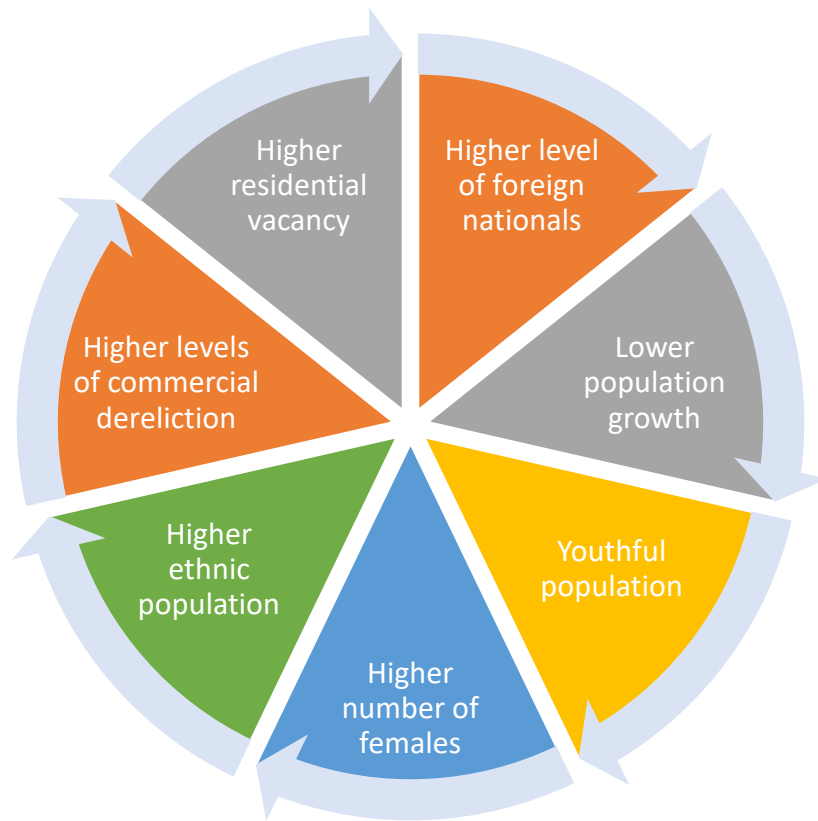 Higher level
of foreign
nationals
Lower
population
growth
Youthful
population
Higher
number of
females
Higher
ethnic
population
Higher levels
of commercial
dereliction
Higher
residential
vacancy